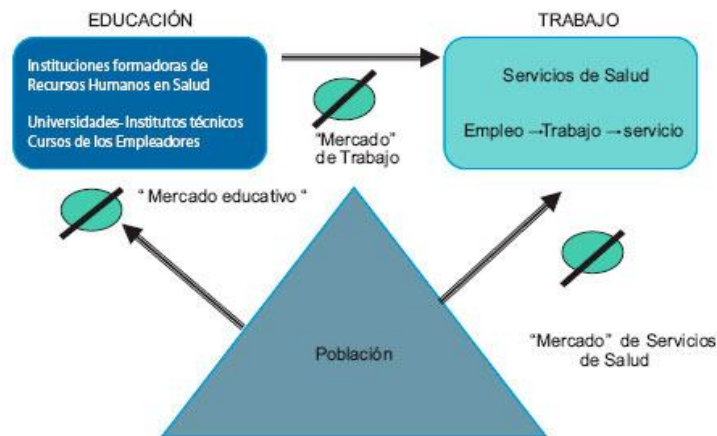 EDUCACIÓN
TRABAJO
Instituciones formadoras de
Recursos Humanos en Salud
Universidades- Institutos técnicos
Cursos de los Empleadores
Servicios de Salud
Empleo →Trabajo → servicio
"Mercado"
de Trabajo
" Mercado educativo "
Población
"Mercado" de Servicios
de Salud